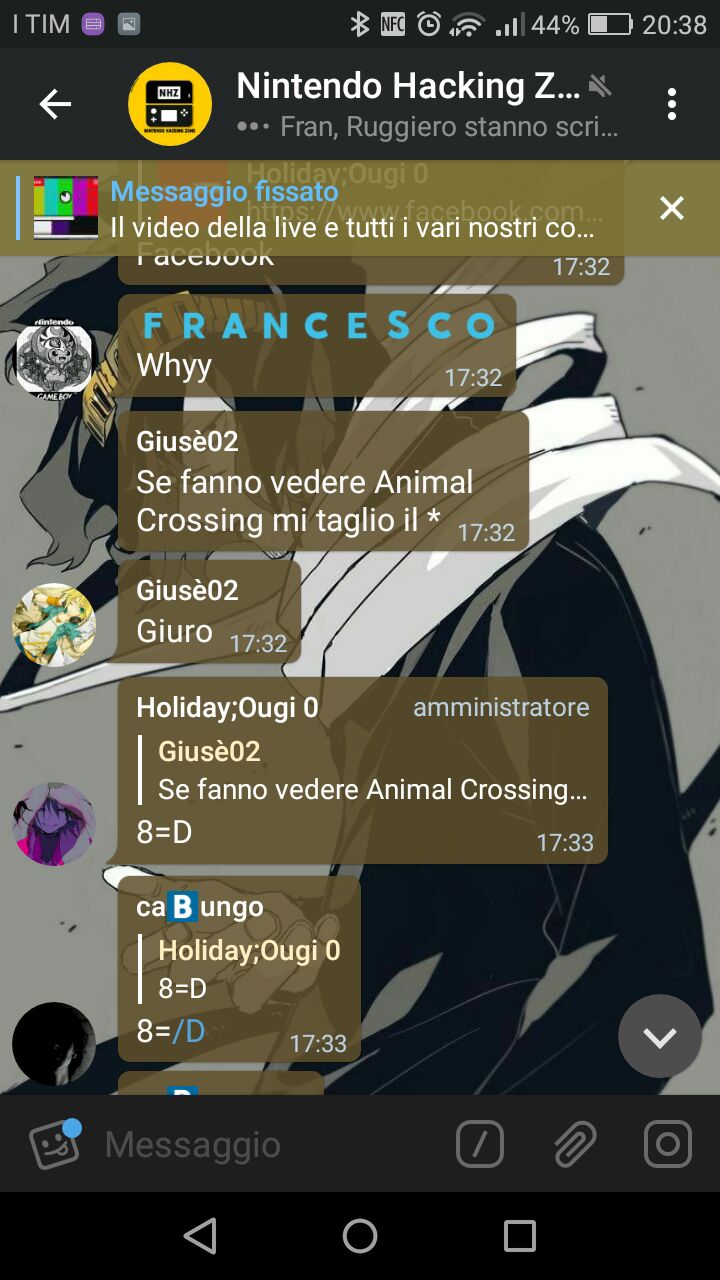 I TIM
NFC
44%
20:38
NHZ
NINTENDO HACKING ZONE
Nintendo Hacking Z...
Fran, Ruggiero stanno scri...
Holiday;Ougi 0
Messaggio fissato
https://www.facebook.com...
Il video della live e tutti i vari nostri co...
Facebook
17:32
Nintendo
GAME BOY
FRANCESCO
Whyy
17:32
Giusè02
Se fanno vedere Animal
Crossing mi taglio il *
17:32
Giusè02
Giuro
17:32
Holiday;Ougi 0
amministratore
Giusè02
Se fanno vedere Animal Crossing...
8=D
17:33
ca🅱ungo
Holiday;Ougi 0
8=D
8=/D
17:33
Messaggio